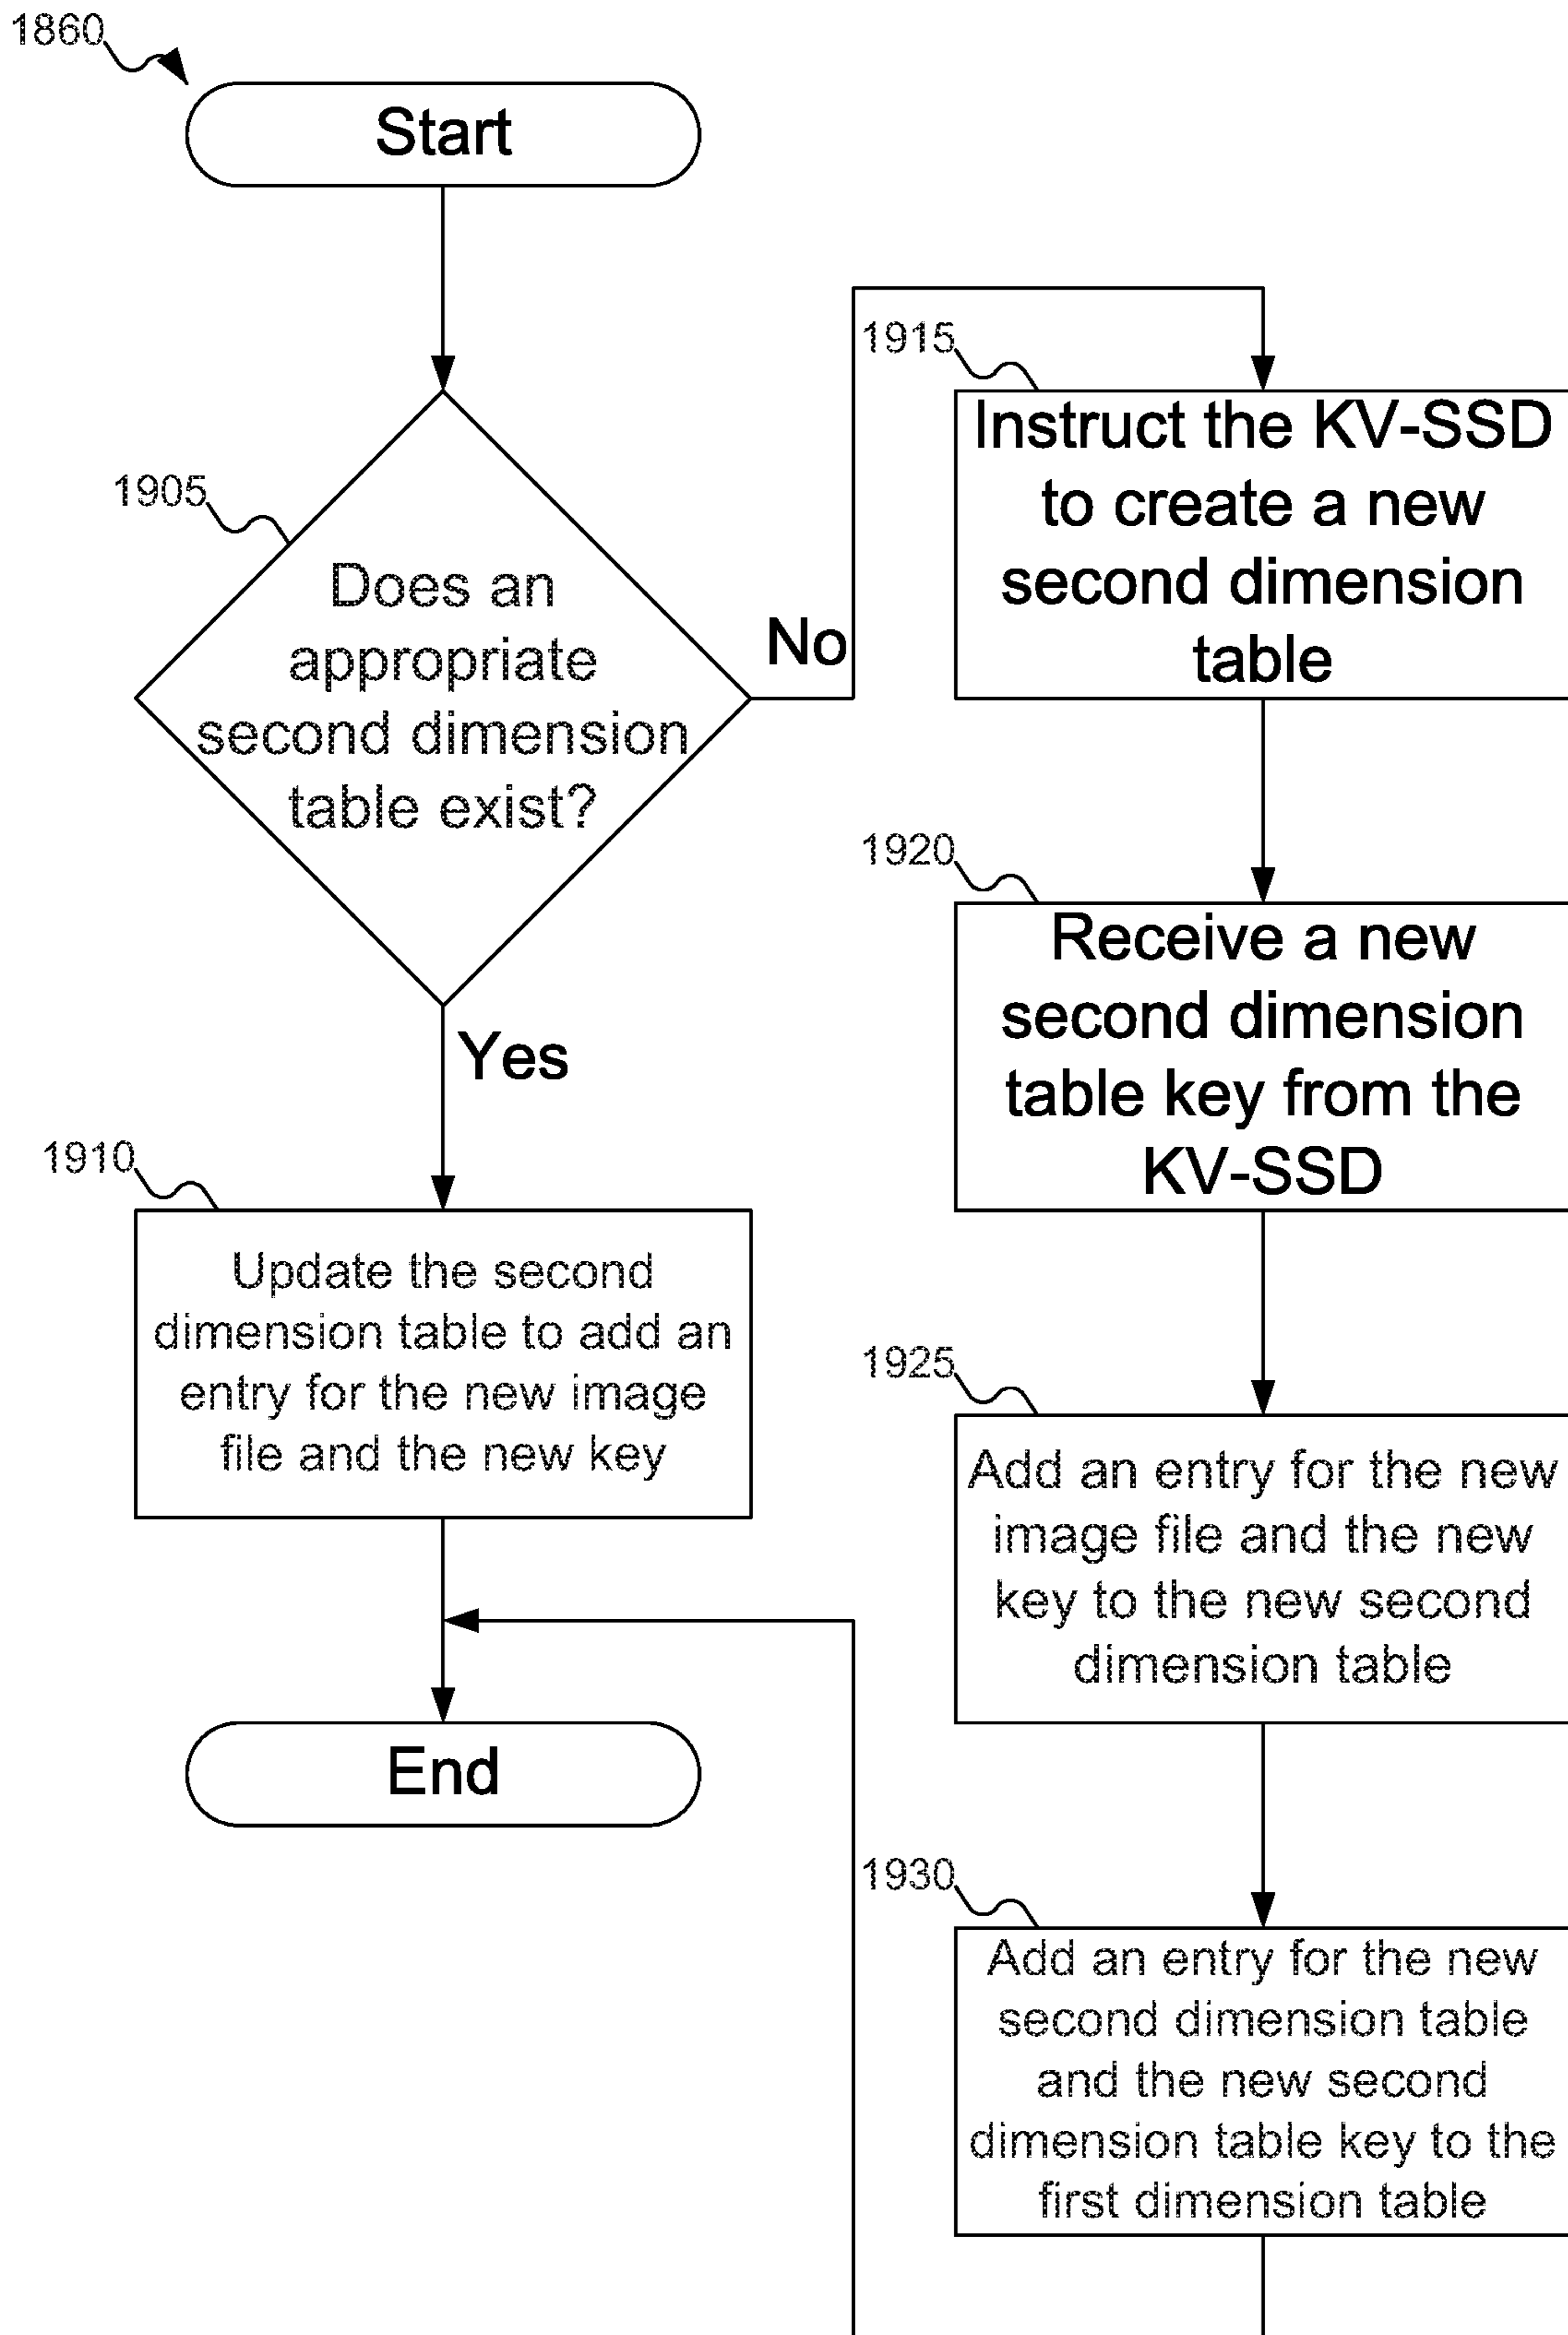 1860
Start
1905
Does an
appropriate
second dimension
table exist?
No
Yes
1910
Update the second
dimension table to add an
entry for the new image
file and the new key
End
1915
Instruct the KV-SSD
to create a new
second dimension
table
1920
Receive a new
second dimension
table key from the
KV-SSD
1925
Add an entry for the new
image file and the new
key to the new second
dimension table
1930
Add an entry for the new
second dimension table
and the new second
dimension table key to the
first dimension table